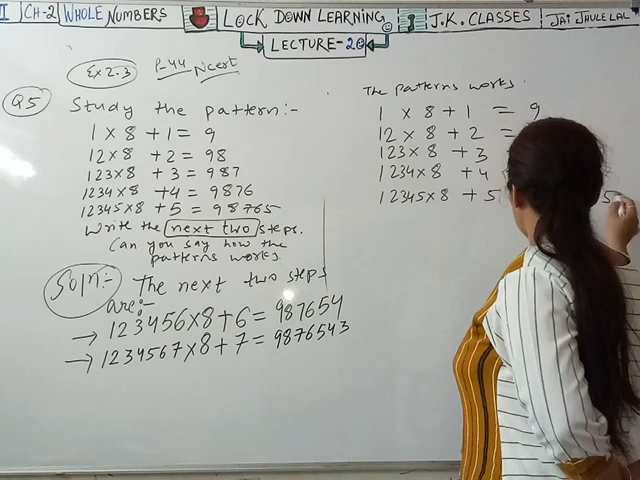 II CH-2 WHOLE NUMBERS LOCK DOWN LEARNING J.K. CLASSES JAI JHULE LAL
LECTURE-20
Ex 2.3 P-44 Ncert
Q5 Study the pattern:-
1 x 8 + 1 = 9
12 x 8 + 2 = 98
123 x 8 + 3 = 987
1234 x 8 + 4 = 9876
12345 x 8 + 5 = 98765
Write the next two steps.
Can you say how the
patterns works.
Soln:- The next two steps
are:-
→ 123456 x 8 + 6 = 987654
→ 1234567 x 8 + 7 = 9876543
The patterns works.
1 x 8 + 1 = 9
12 x 8 + 2 =
123 x 8 + 3
1234 x 8 + 4
12345 x 8 + 5 5